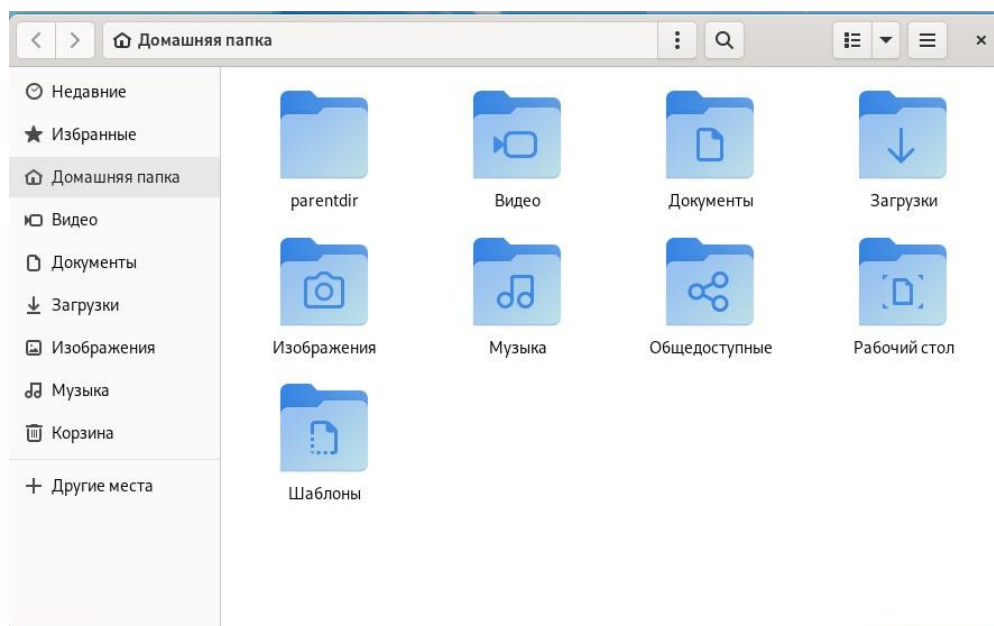 Домашняя папка
Недавние
Избранные
Домашняя папка
Видео
Документы
Загрузки
Изображения
Музыка
Корзина
Другие места
parentdir
Видео
Документы
Загрузки
Изображения
Музыка
Общедоступные
Рабочий стол
Шаблоны